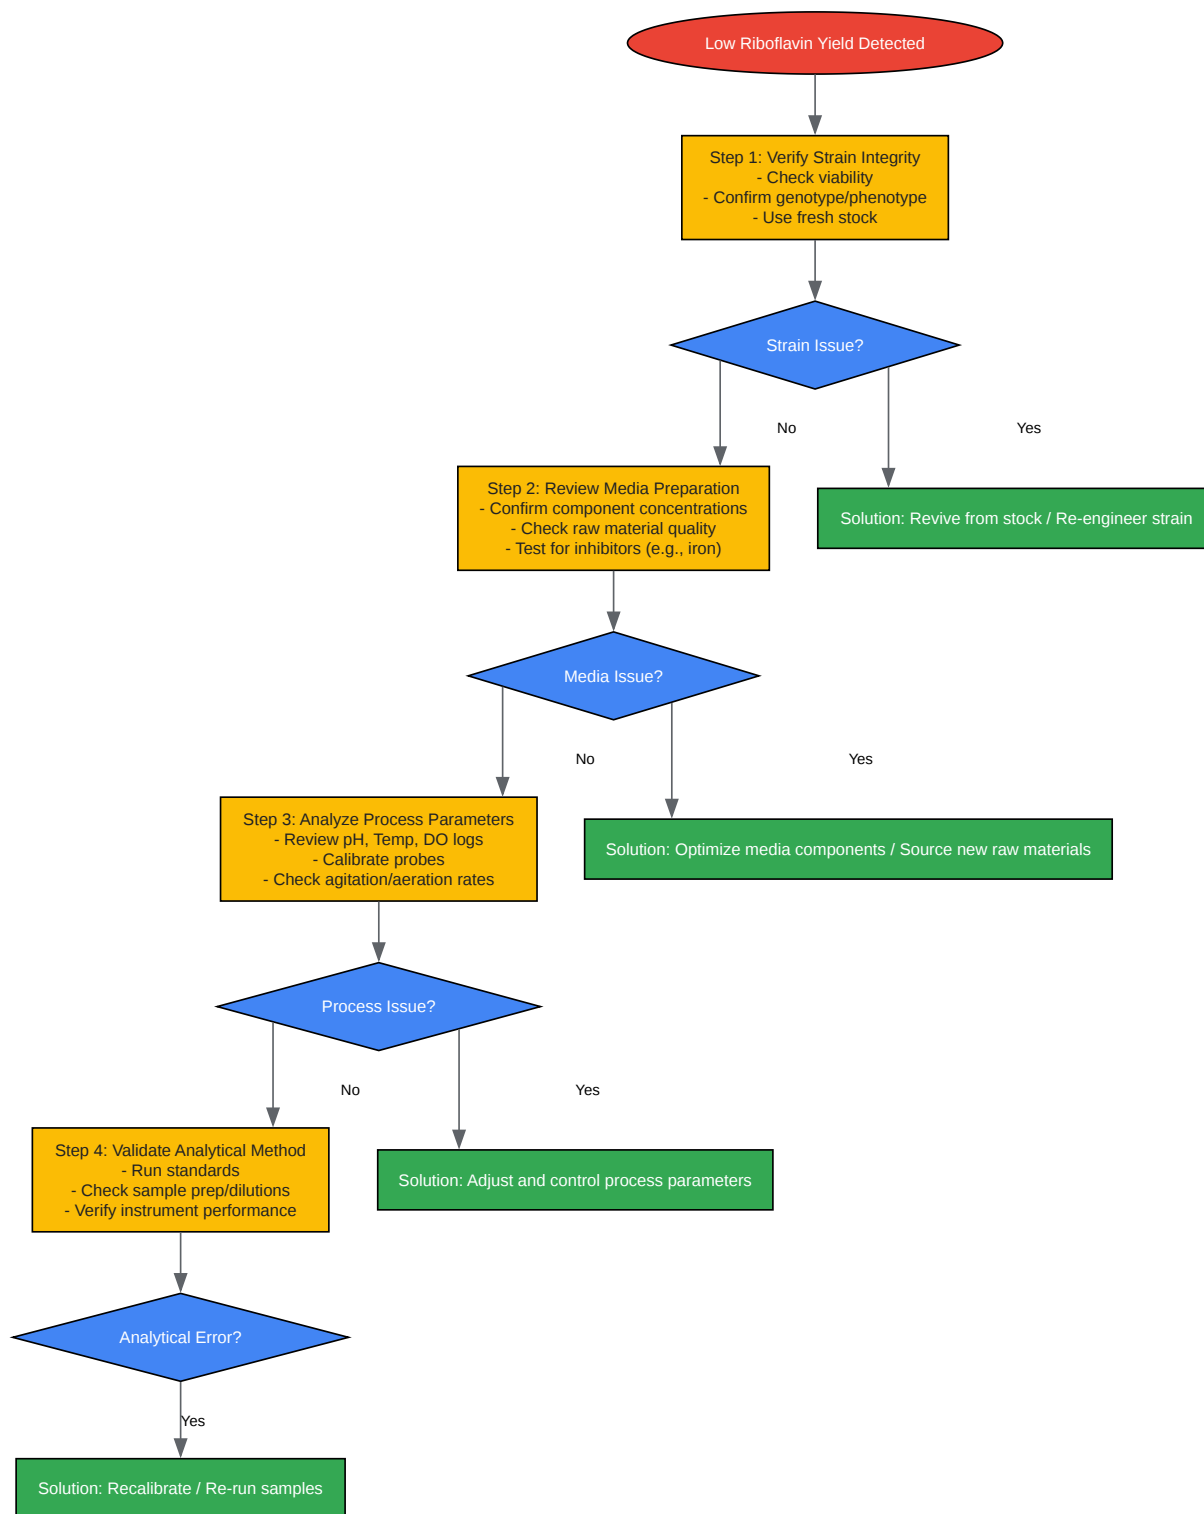 Low Riboflavin Yield Detected
Step 1: Verify Strain Integrity
- Check viability
- Confirm genotype/phenotype
- Use fresh stock
Strain Issue?
No
Yes
Step 2: Review Media Preparation
- Confirm component concentrations
- Check raw material quality
- Test for inhibitors (e.g., iron)
Solution: Revive from stock / Re-engineer strain
Media Issue?
No
Yes
Step 3: Analyze Process Parameters
- Review pH, Temp, DO logs
- Calibrate probes
- Check agitation/aeration rates
Solution: Optimize media components / Source new raw materials
Process Issue?
No
Yes
Step 4: Validate Analytical Method
- Run standards
- Check sample prep/dilutions
- Verify instrument performance
Solution: Adjust and control process parameters
Analytical Error?
Yes
Solution: Recalibrate / Re-run samples